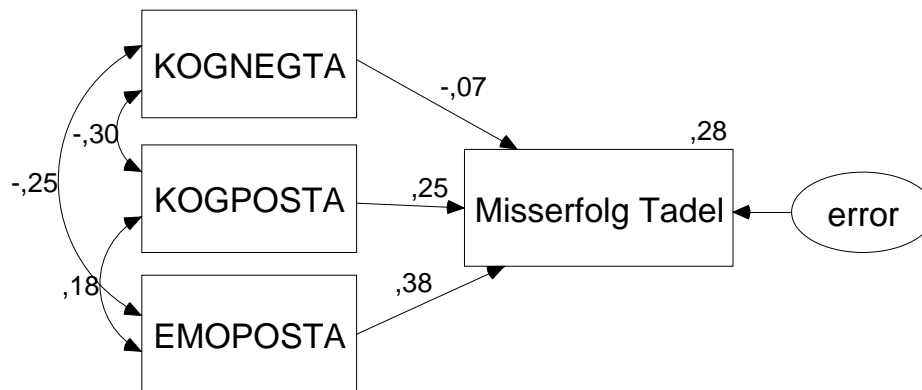 KOGNEGTA
-,07
-,30
,28
-,25
KOGPOSTA
,25
Misserfolg Tadel
error
,18
,38
EMOPOSTA